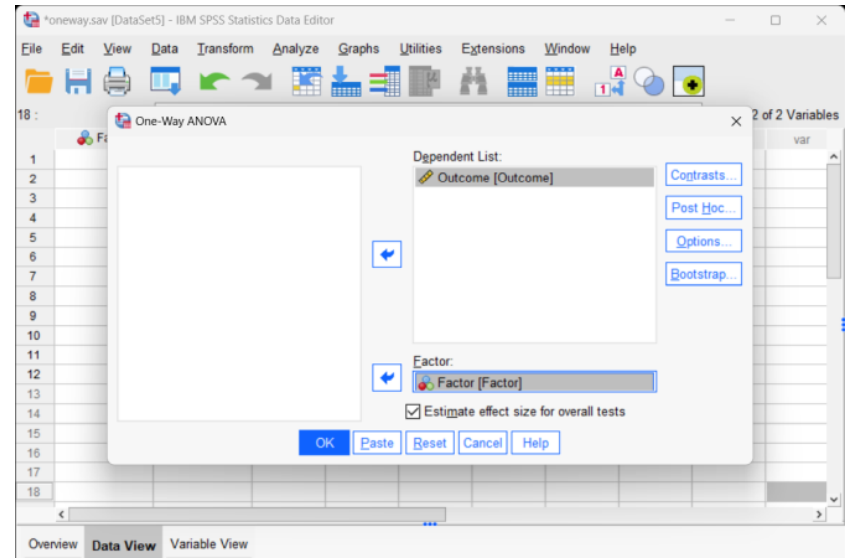 *oneway.sav [DataSet5] - IBM SPSS Statistics Data Editor
File Edit View Data Transform Analyze Graphs Utilities Extensions Window Help
18 :
2 of 2 Variables
One-Way ANOVA
var
Dependent List:
Outcome [Outcome]
Contrasts...
Post Hoc...
Options...
Bootstrap...
Factor:
Factor [Factor]
Estimate effect size for overall tests
OK Paste Reset Cancel Help
1
2
3
4
5
6
7
8
9
10
11
12
13
14
15
16
17
18
Overview Data View Variable View